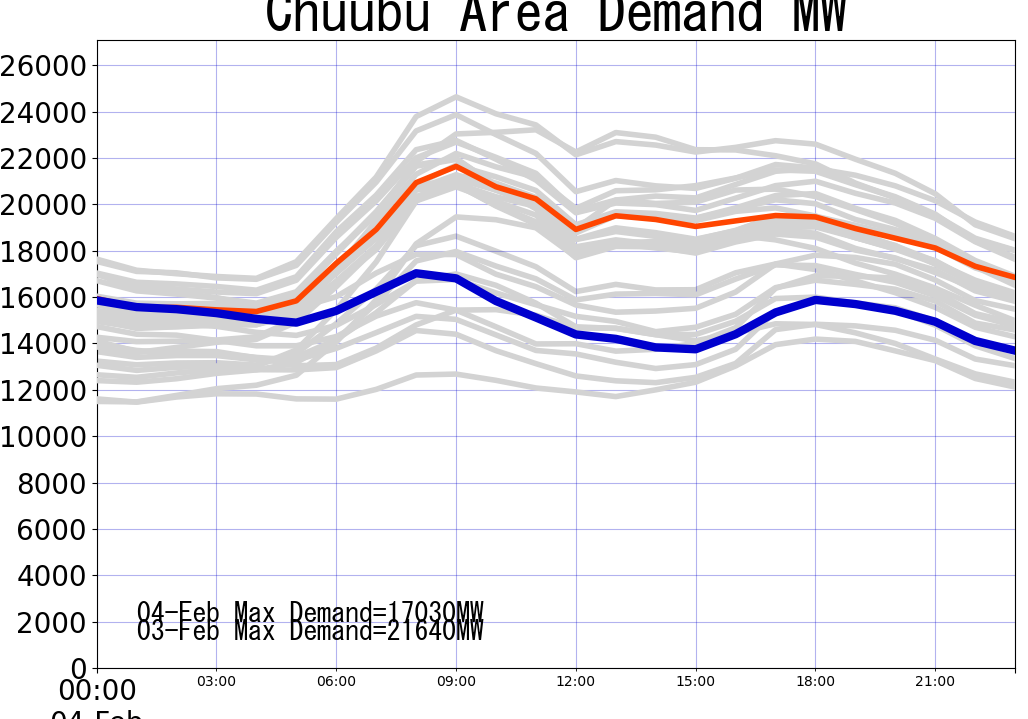 Chuubu Area Demand MW
26000
24000
22000
20000
18000
16000
14000
12000
10000
8000
6000
4000
2000
0
04-Feb Max Demand=17030MW
03-Feb Max Demand=21640MW
00:00 03:00 06:00 09:00 12:00 15:00 18:00 21:00
04-Feb